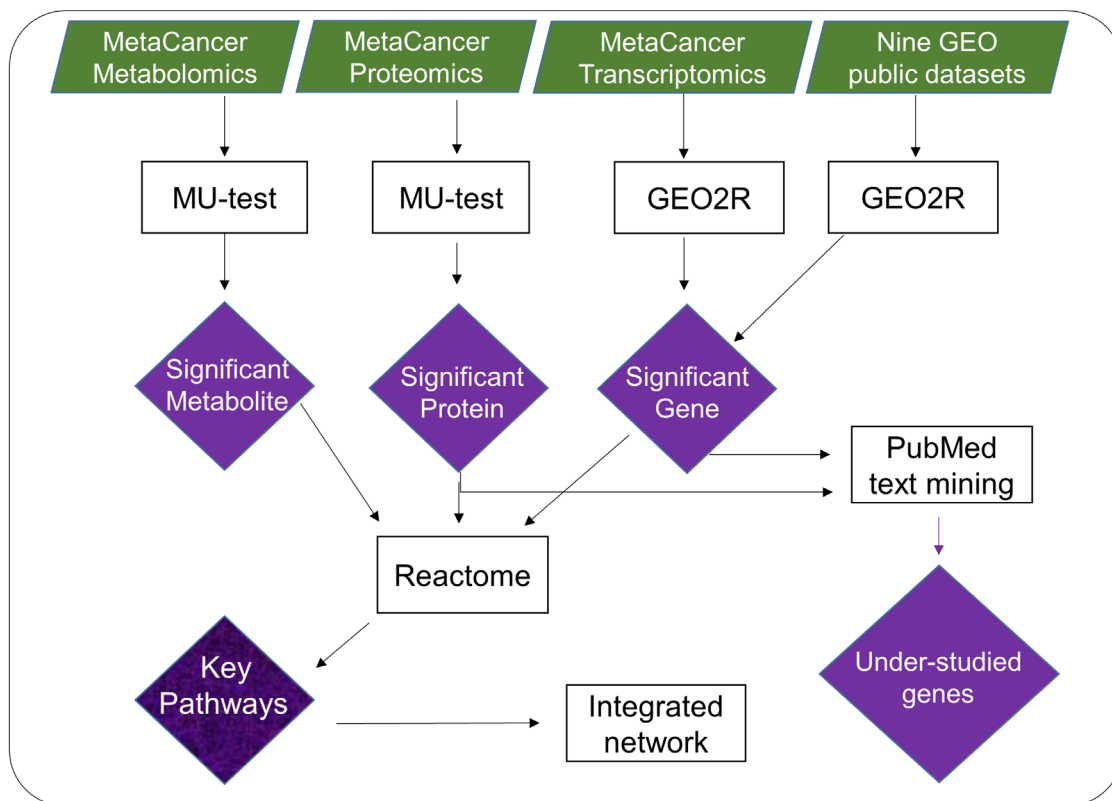 MetaCancer
Metabolomics
MetaCancer
Proteomics
MetaCancer
Transcriptomics
Nine GEO
public datasets
MU-test
MU-test
GEO2R
GEO2R
Significant
Metabolite
Significant
Protein
Significant
Gene
PubMed
text mining
Reactome
Key
Pathways
Integrated
network
Under-studied
genes